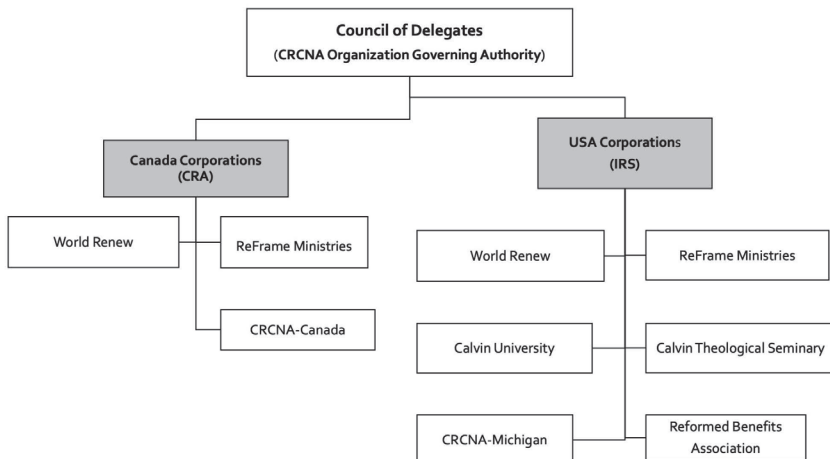 Council of Delegates
(CRCNA Organization Governing Authority)
Canada Corporations
(CRA)
USA Corporations
(IRS)
World Renew
ReFrame Ministries
CRCNA-Canada
World Renew
ReFrame Ministries
Calvin University
Calvin Theological Seminary
CRCNA-Michigan
Reformed Benefits
Association